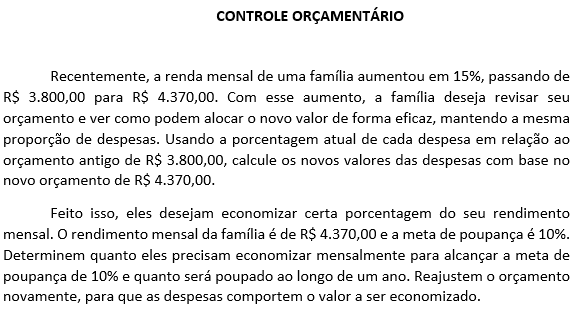 CONTROLE ORÇAMENTÁRIO
Recentemente, a renda mensal de uma família aumentou em 15%, passando de
R$ 3.800,00 para R$ 4.370,00. Com esse aumento, a família deseja revisar seu
orçamento e ver como podem alocar o novo valor de forma eficaz, mantendo a mesma
proporção de despesas. Usando a porcentagem atual de cada despesa em relação ao
orçamento antigo de R$ 3.800,00, calcule os novos valores das despesas com base no
novo orçamento de R$ 4.370,00.
Feito isso, eles desejam economizar certa porcentagem do seu rendimento
mensal. O rendimento mensal da família é de R$ 4.370,00 e a meta de poupança é 10%.
Determinem quanto eles precisam economizar mensalmente para alcançar a meta de
poupança de 10% e quanto será poupado ao longo de um ano. Reajustem o orçamento
novamente, para que as despesas comportem o valor a ser economizado.